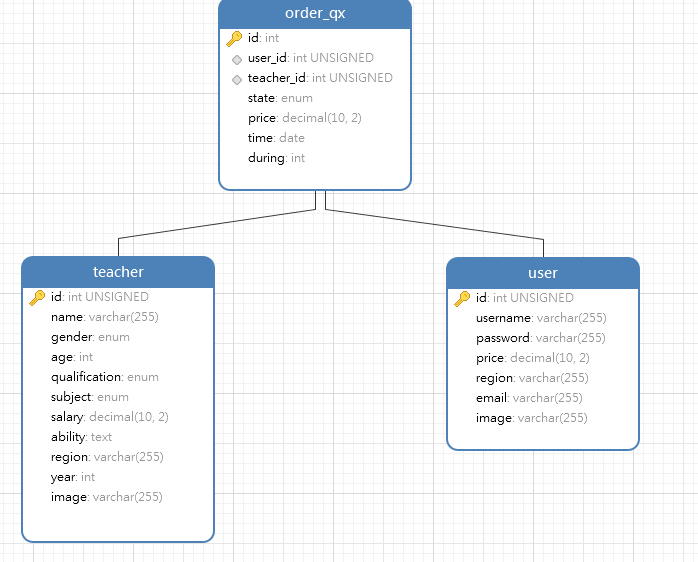 order_qx
id: int
user_id: int UNSIGNED
teacher_id: int UNSIGNED
state: enum
price: decimal(10, 2)
time: date
during: int
teacher
id: int UNSIGNED
name: varchar(255)
gender: enum
age: int
qualification: enum
subject: enum
salary: decimal(10, 2)
ability: text
region: varchar(255)
year: int
image: varchar(255)
user
id: int UNSIGNED
username: varchar(255)
password: varchar(255)
price: decimal(10, 2)
region: varchar(255)
email: varchar(255)
image: varchar(255)